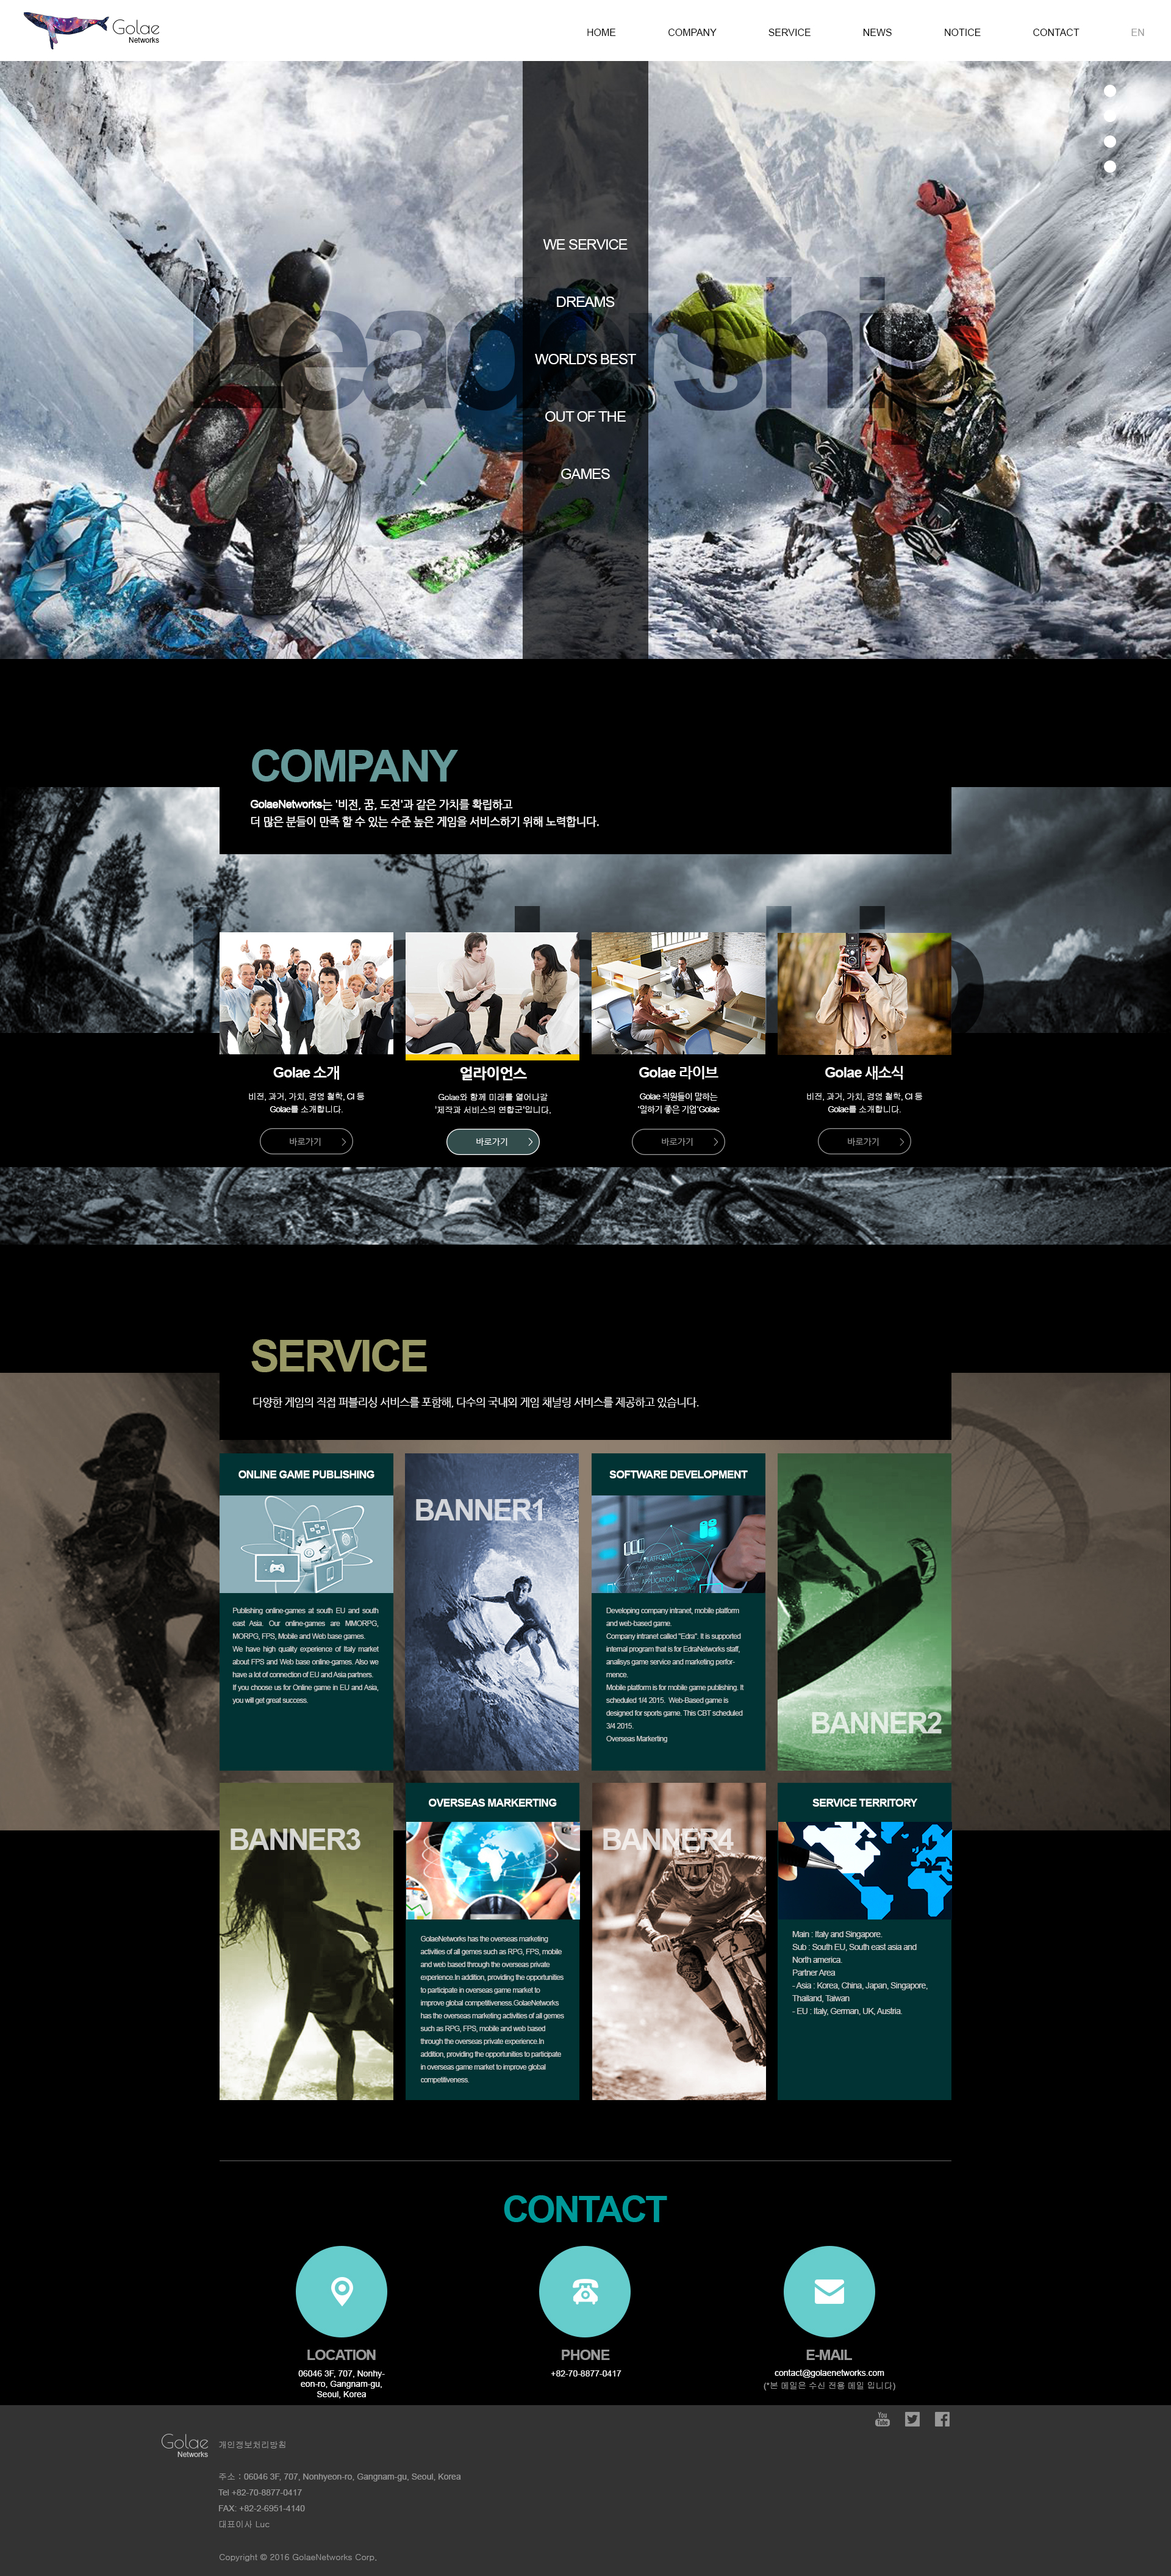 Golae
Networks
HOME COMPANY SERVICE NEWS NOTICE CONTACT EN
WE SERVICE
DREAMS
WORLD'S BEST
OUT OF THE
GAMES
COMPANY
GolaeNetworks는 '비전, 꿈, 도전'과 같은 가치를 확립하고
더 많은 분들이 만족 할 수 있는 수준 높은 게임을 서비스하기 위해 노력합니다.
Golae 소개
비전, 과거, 가치, 경영 철학, CI 등
Golae를 소개합니다.
바로가기
얼라이언스
Golae와 함께 미래를 열어나갈
'제작과 서비스의 연합군'입니다.
바로가기
Golae 라이브
Golae 직원들이 말하는
'일하기 좋은 기업'Golae
바로가기
Golae 새소식
비전, 과거, 가치, 경영 철학, CI 등
Golae를 소개합니다.
바로가기
SERVICE
다양한 게임의 직접 퍼블리싱 서비스를 포함해, 다수의 국내외 게임 채널링 서비스를 제공하고 있습니다.
ONLINE GAME PUBLISHING
Publishing online-games at south EU and south
east Asia. Our online-games are MMORPG,
MORPG, FPS, Mobile and Web base games.
We have high quality experience of Italy market
about FPS and Web base online-games. Also we
have a lot of connection of EU and Asia partners.
If you choose us for Online game in EU and Asia,
you will get great success.
BANNER1
SOFTWARE DEVELOPMENT
PLATFORM
APPLICATION
Developing company intranet, mobile platform
and web-based game.
Company intranet called "Edra". It is supported
internal program that is for EdraNetworks staff,
analisys game service and marketing perfor-
mence.
Mobile platform is for mobile game publishing. It
scheduled 1/4 2015. Web-Based game is
designed for sports game. This CBT scheduled
3/4 2015.
Overseas Markerting
BANNER2
BANNER3
OVERSEAS MARKERTING
GolaeNetworks has the overseas marketing
activities of all gemes such as RPG, FPS, mobile
and web based through the overseas private
experience.In addition, providing the opportunities
to participate in overseas game market to
improve global competitiveness.GolaeNetworks
has the overseas marketing activities of all gemes
such as RPG, FPS, mobile and web based
through the overseas private experience.In
addition, providing the opportunities to participate
in overseas game market to improve global
competitiveness.
BANNER4
SERVICE TERRITORY
Main : Italy and Singapore.
Sub : South EU, South east asia and
North america.
Partner Area
- Asia : Korea, China, Japan, Singapore,
Thailand, Taiwan
- EU : Italy, German, UK, Austria.
CONTACT
LOCATION
06046 3F, 707, Nonhy-
eon-ro, Gangnam-gu,
Seoul, Korea
PHONE
+82-70-8877-0417
E-MAIL
contact@golaenetworks.com
(*본 메일은 수신 전용 메일 입니다)
You
Tube
Golae
Networks
개인정보처리방침
주소 : 06046 3F, 707, Nonhyeon-ro, Gangnam-gu, Seoul, Korea
Tel +82-70-8877-0417
FAX: +82-2-6951-4140
대표이사 Luc
Copyright © 2016 GolaeNetworks Corp,